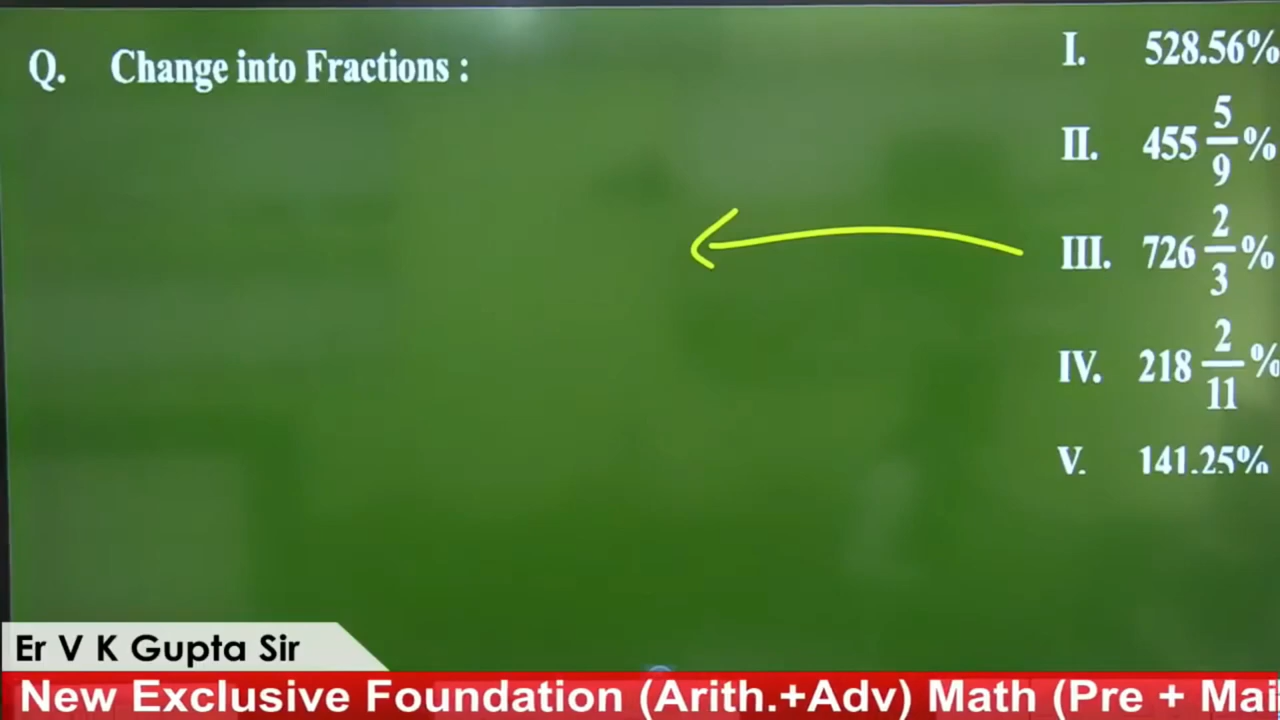 Q. Change into Fractions :
I. 528.56%
II. 455 5/9 %
III. 726 2/3 %
IV. 218 2/11 %
V. 141.25%
Er V K Gupta Sir
New Exclusive Foundation (Arith.+Adv) Math (Pre + Mai